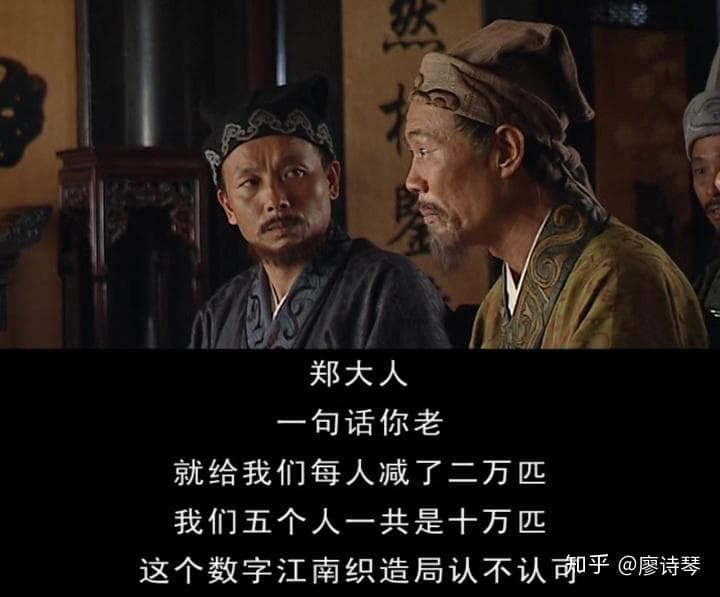 然
鑒
郑大人
一句话你老
就给我们每人减了二万匹
我们五个人一共是十万匹
这个数字江南织造局认不认可
知乎 @廖诗琴